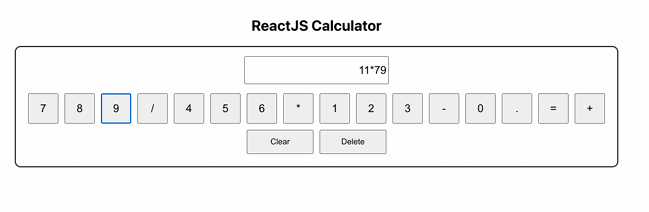 ReactJS Calculator
11*79
7 8 9 / 4 5 6 * 1 2 3 - 0 . = +
Clear Delete